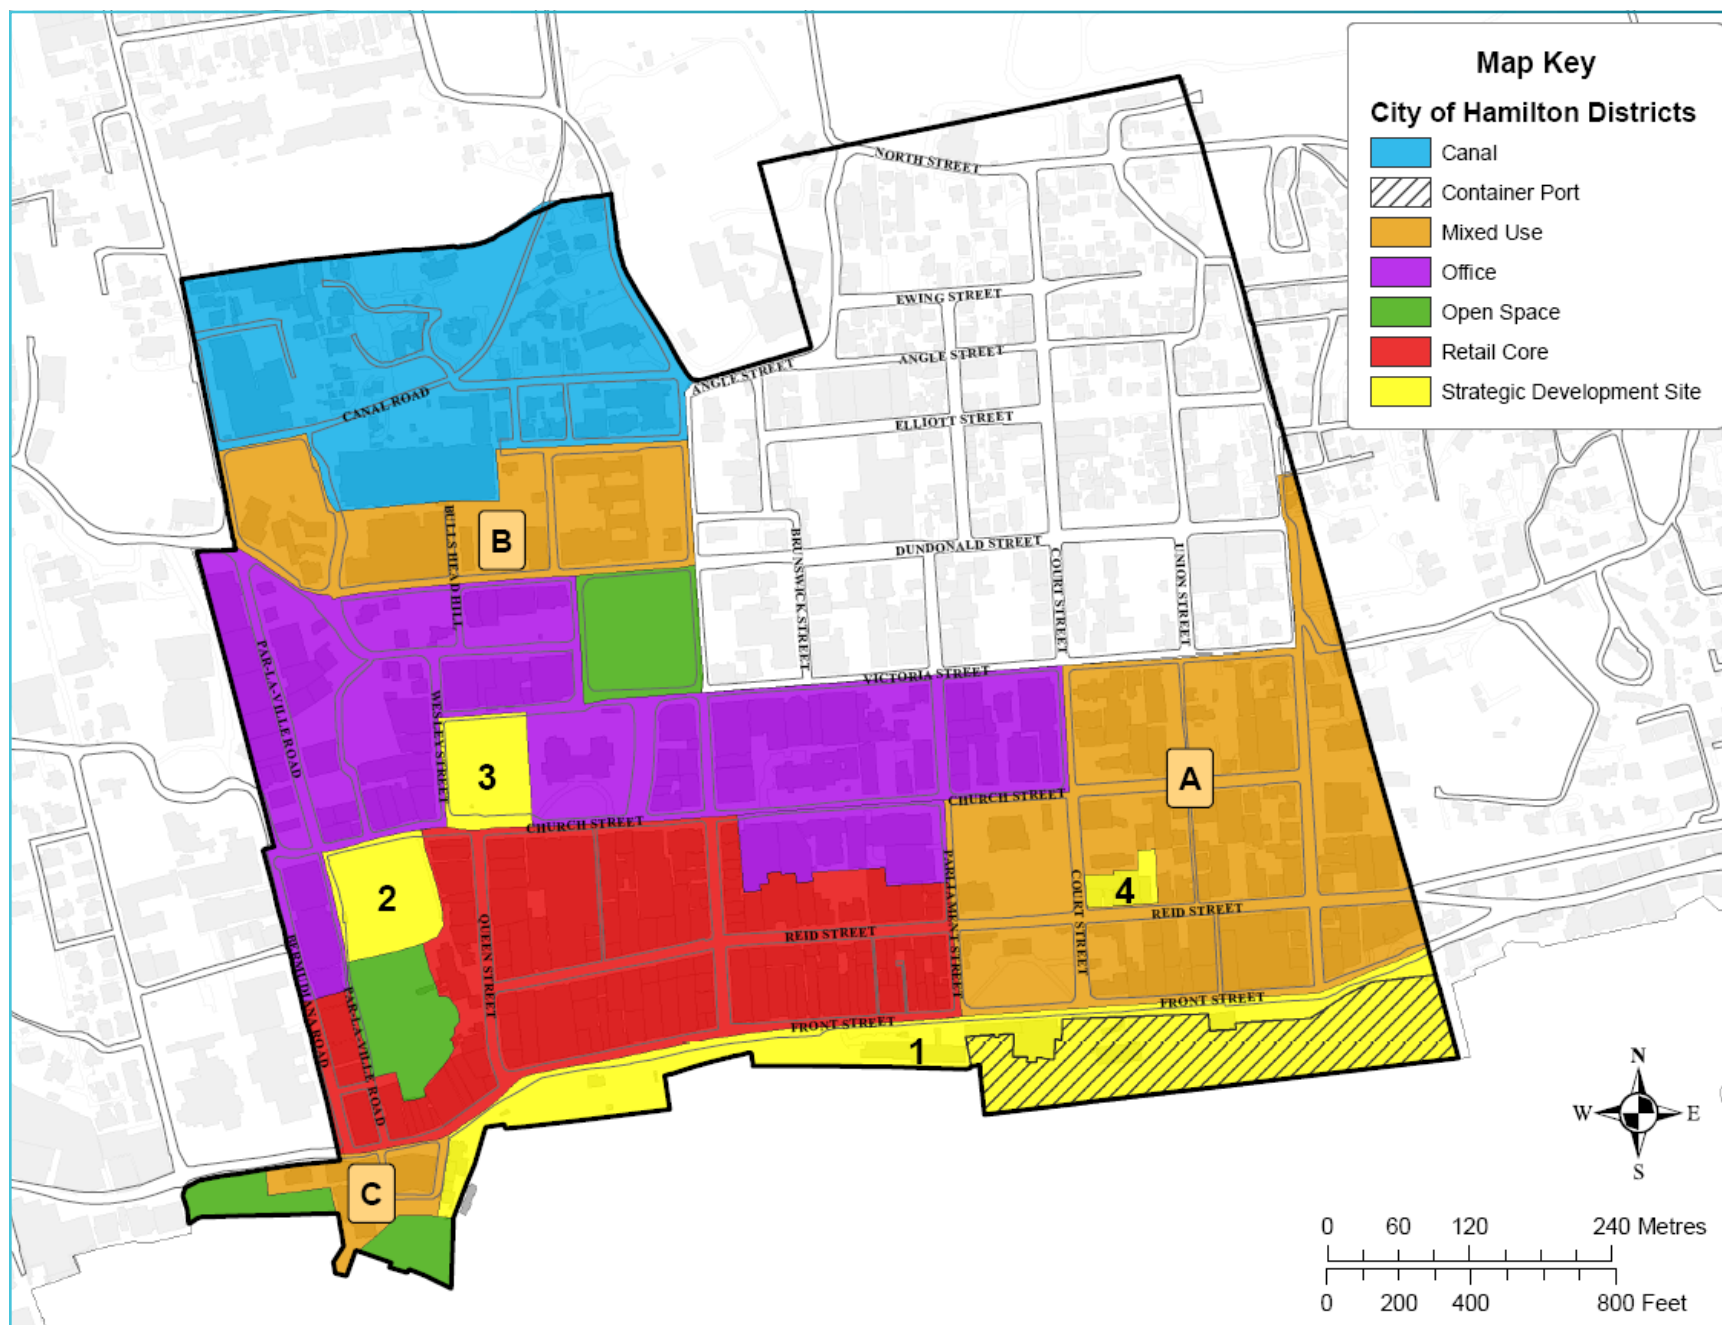 Map Key
City of Hamilton Districts
Canal
Container Port
Mixed Use
Office
Open Space
Retail Core
Strategic Development Site
NORTH STREET
EWING STREET
ANGLE STREET
ANGLE STREET
CANAL ROAD
ELLIOTT STREET
BULLS HEAD HILL
B
BRUNSWICK STREET
DUNDONALD STREET
COURT STREET
UNION STREET
PAR-LA-VILLE ROAD
WESLEY STREET
VICTORIA STREET
3
A
CHURCH STREET
CHURCH STREET
2
4
PARLIAMENT STREET
COURT STREET
REID STREET
QUEEN STREET
REID STREET
BERMUDIANA ROAD
PAR-LA-VILLE ROAD
FRONT STREET
FRONT STREET
1
C
N
W E
S
0 60 120 240 Metres
0 200 400 800 Feet